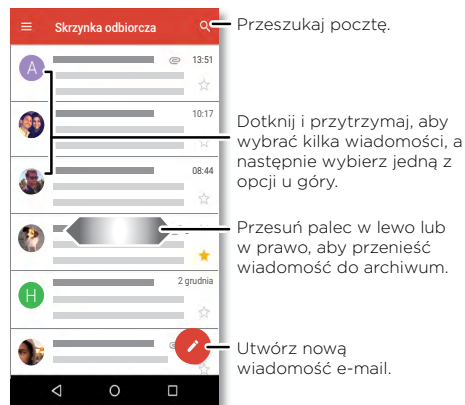 Skrzynka odbiorcza
Przeszukaj pocztę.
A
13:51
10:17
Dotknij i przytrzymaj, aby
wybrać kilka wiadomości, a
następnie wybierz jedną z
opcji u góry.
08:44
Przesuń palec w lewo lub
w prawo, aby przenieść
wiadomość do archiwum.
H
2 grudnia
Utwórz nową
wiadomość e-mail.